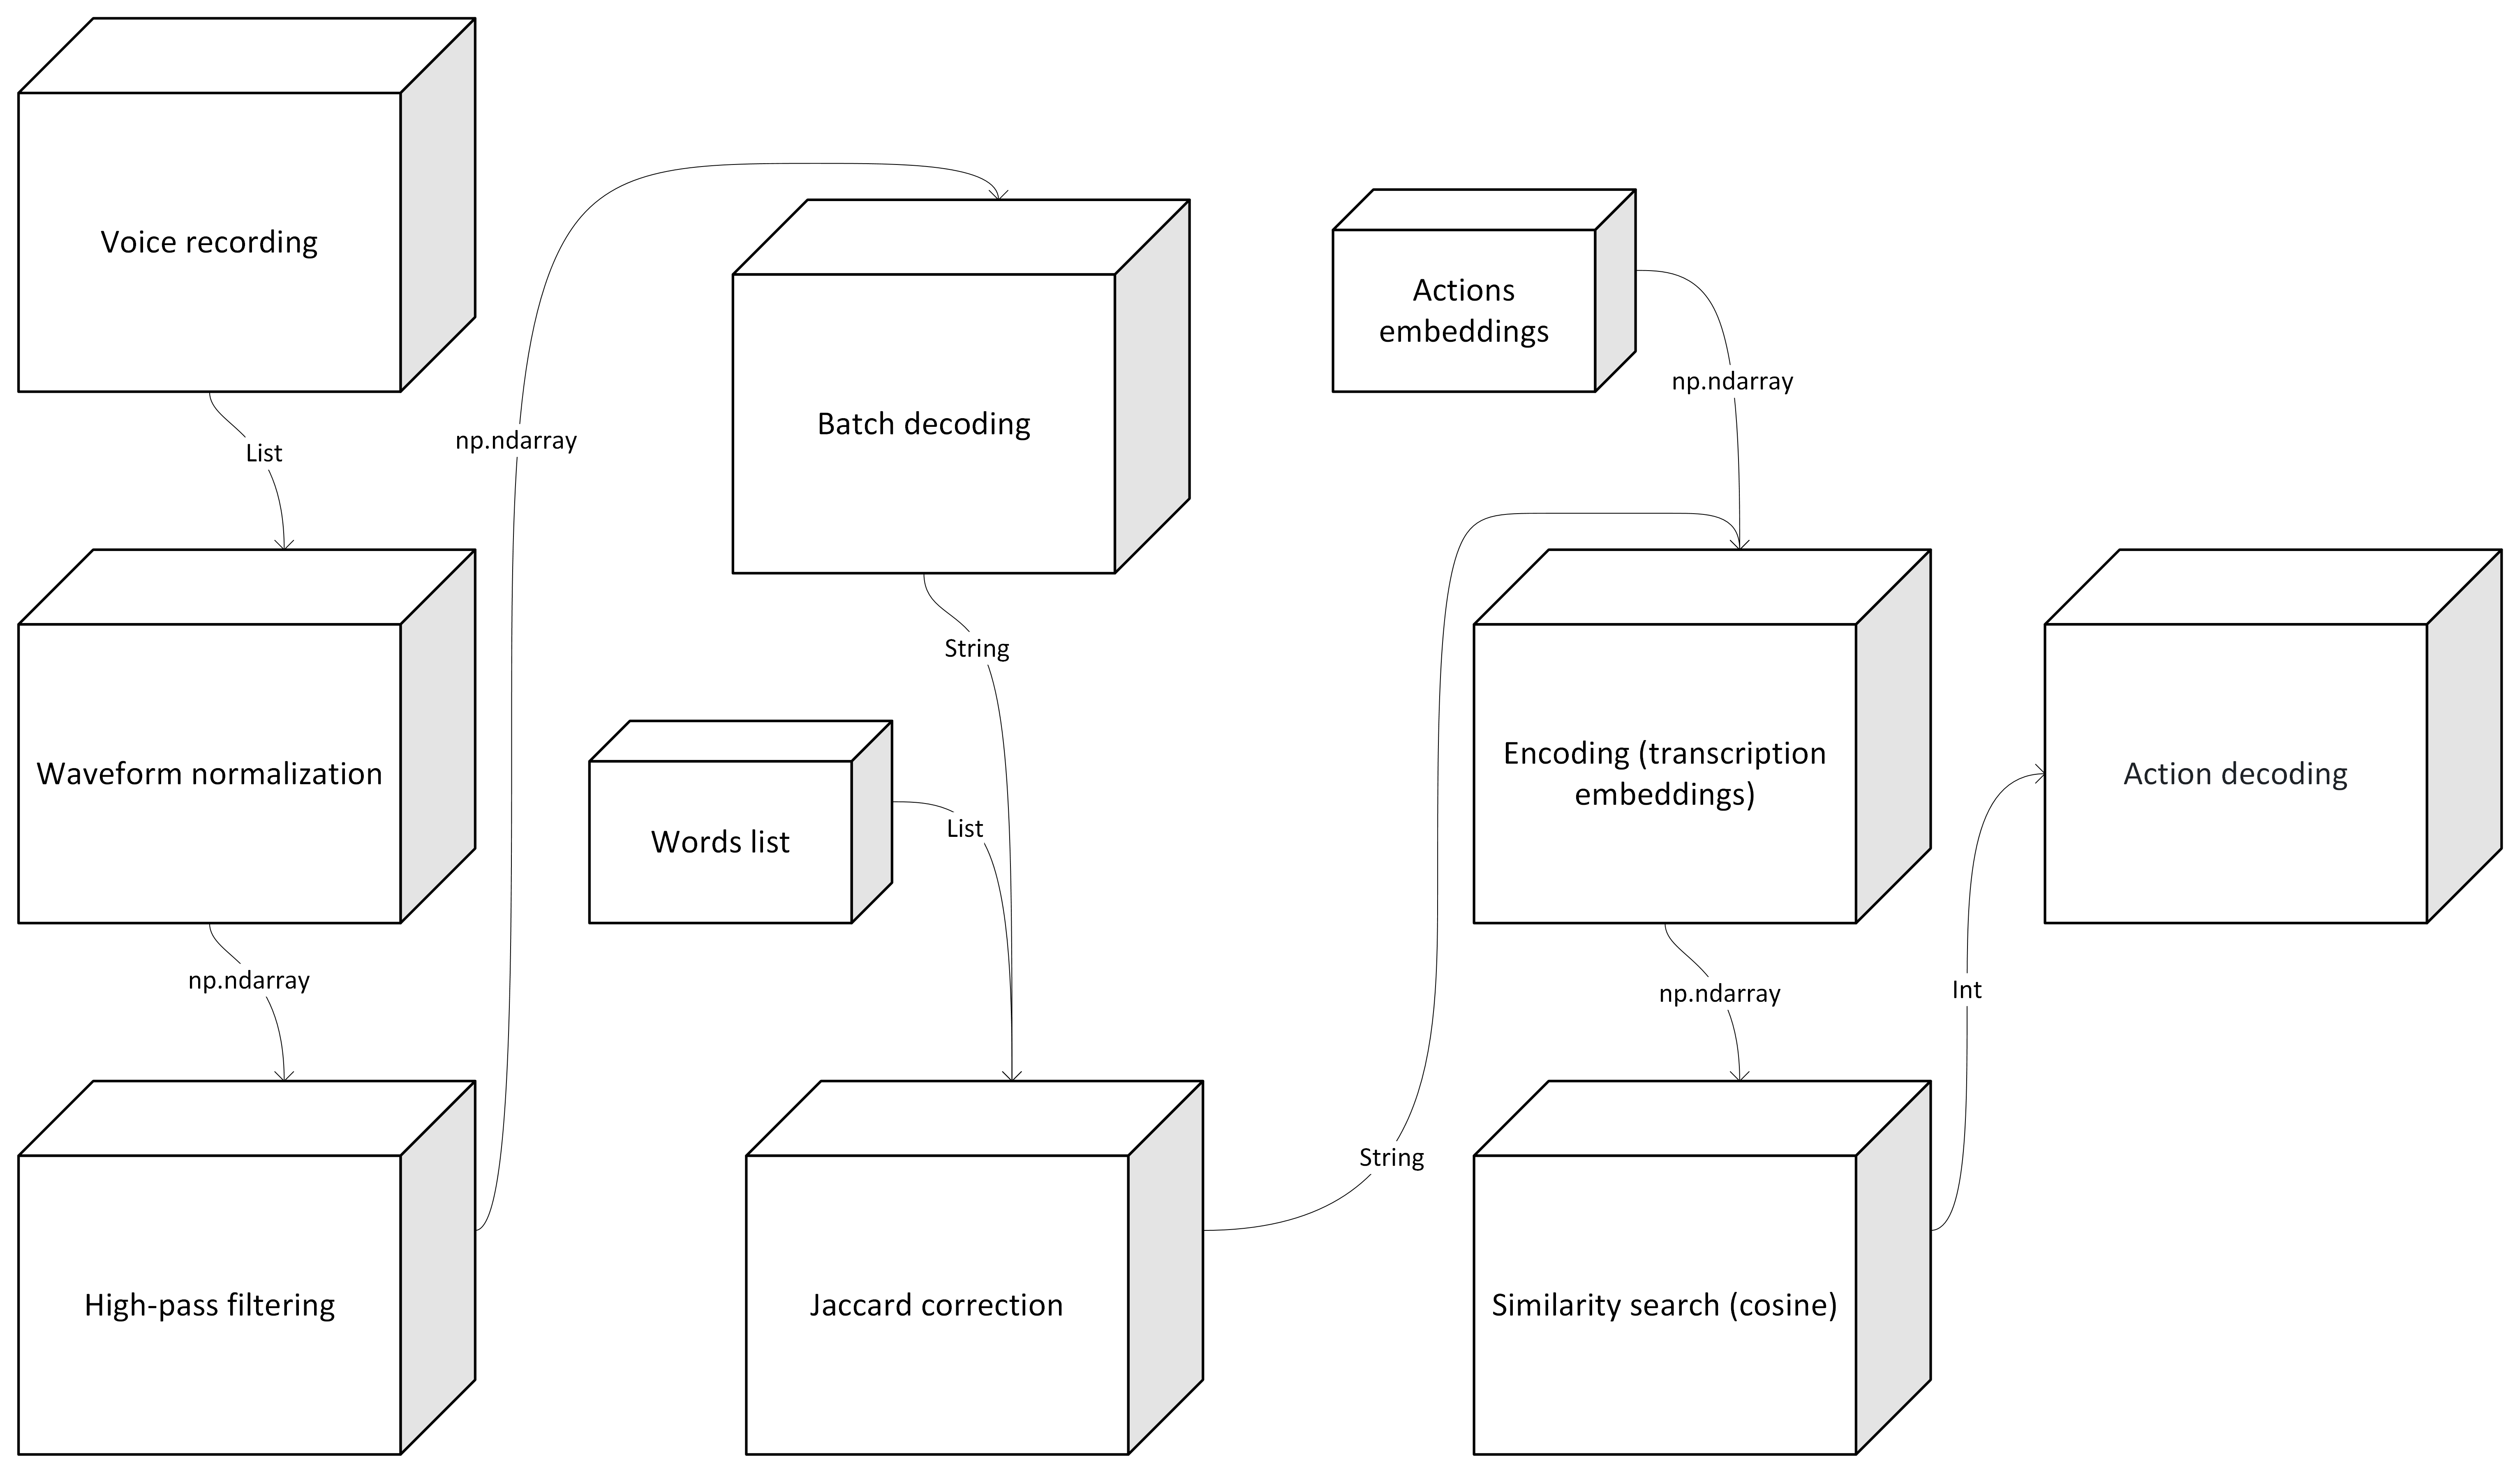 Voice recording
List
Waveform normalization
np.ndarray
High-pass filtering
np.ndarray
Batch decoding
String
Words list
List
Jaccard correction
String
Actions
embeddings
np.ndarray
Encoding (transcription
embeddings)
np.ndarray
Similarity search (cosine)
Int
Action decoding